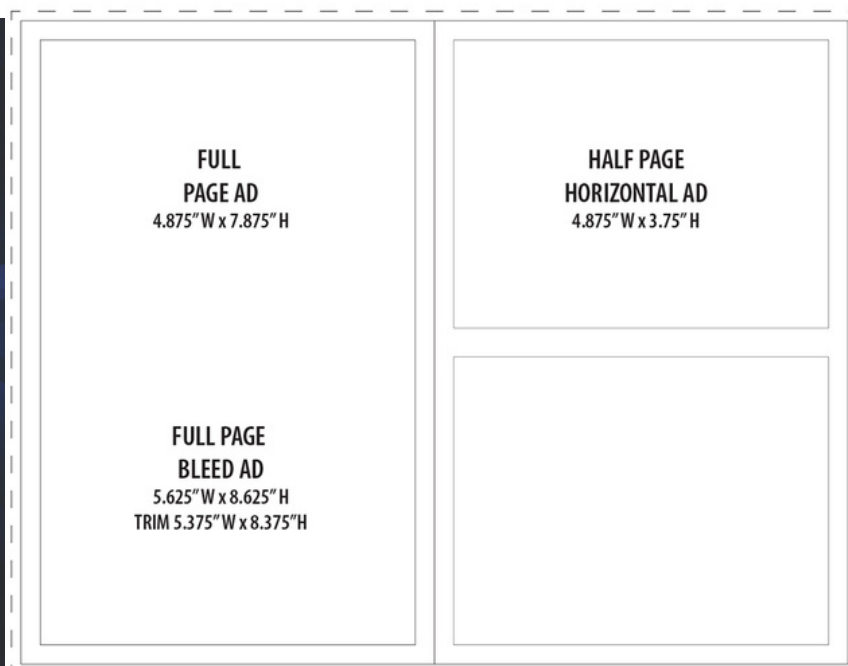 FULL
PAGE AD
4.875" W x 7.875" H
FULL PAGE
BLEED AD
5.625" W x 8.625" H
TRIM 5.375" W x 8.375"H
HALF PAGE
HORIZONTAL AD
4.875" W x 3.75" H